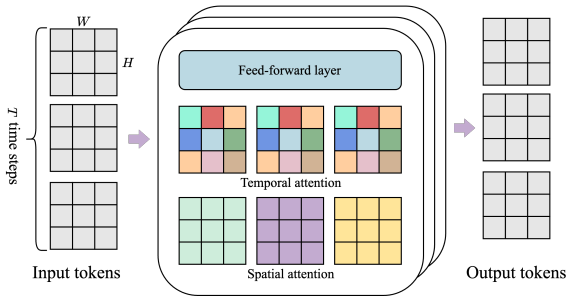 W
H
T time steps
Input tokens
Feed-forward layer
Temporal attention
Spatial attention
Output tokens